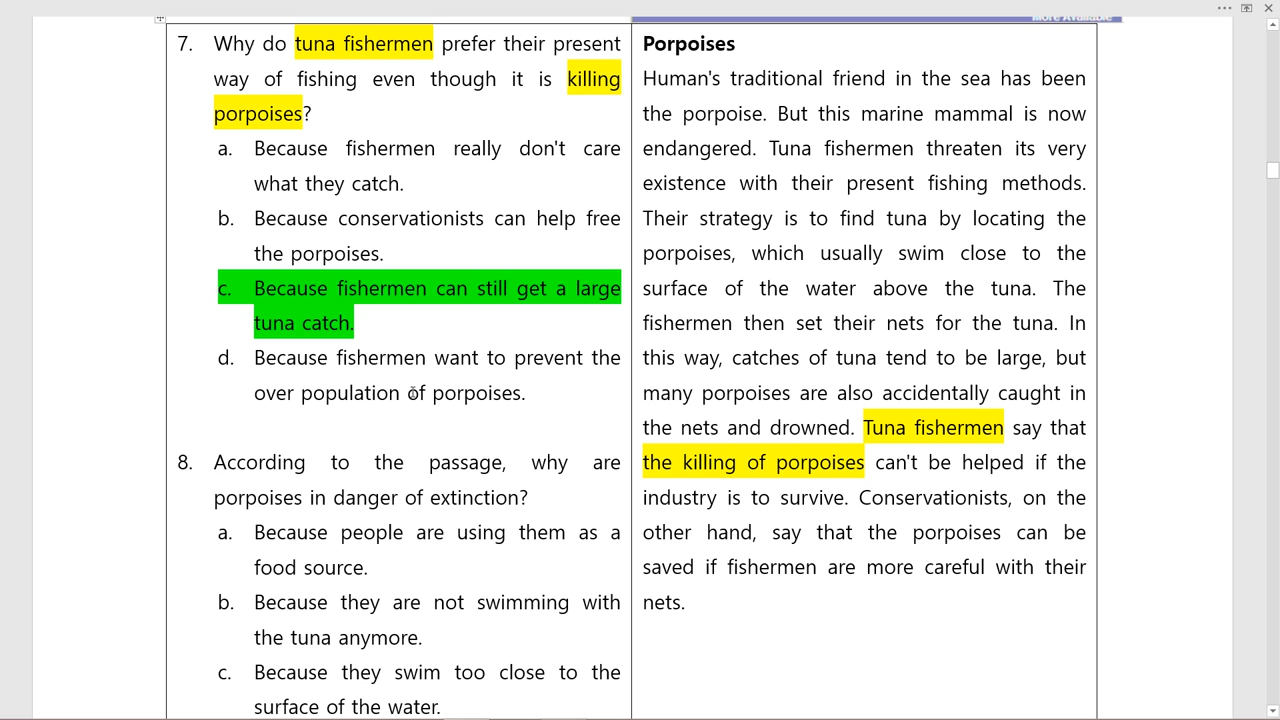 More Available
7. Why do tuna fishermen prefer their present
way of fishing even though it is killing
porpoises?
a. Because fishermen really don't care
what they catch.
b. Because conservationists can help free
the porpoises.
c. Because fishermen can still get a large
tuna catch.
d. Because fishermen want to prevent the
over population of porpoises.
8. According to the passage, why are
porpoises in danger of extinction?
a. Because people are using them as a
food source.
b. Because they are not swimming with
the tuna anymore.
c. Because they swim too close to the
surface of the water.
Porpoises
Human's traditional friend in the sea has been
the porpoise. But this marine mammal is now
endangered. Tuna fishermen threaten its very
existence with their present fishing methods.
Their strategy is to find tuna by locating the
porpoises, which usually swim close to the
surface of the water above the tuna. The
fishermen then set their nets for the tuna. In
this way, catches of tuna tend to be large, but
many porpoises are also accidentally caught in
the nets and drowned. Tuna fishermen say that
the killing of porpoises can't be helped if the
industry is to survive. Conservationists, on the
other hand, say that the porpoises can be
saved if fishermen are more careful with their
nets.